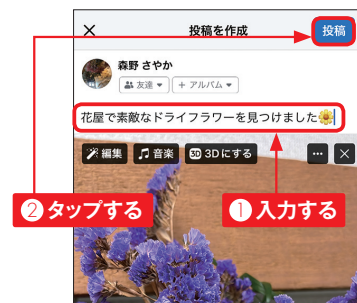 投稿を作成
投稿
森野 さやか
友達 ▼ + アルバム ▼
花屋で素敵なドライフラワーを見つけました🌼
編集 音楽 3D 3Dにする ... ×
②タップする ①入力する